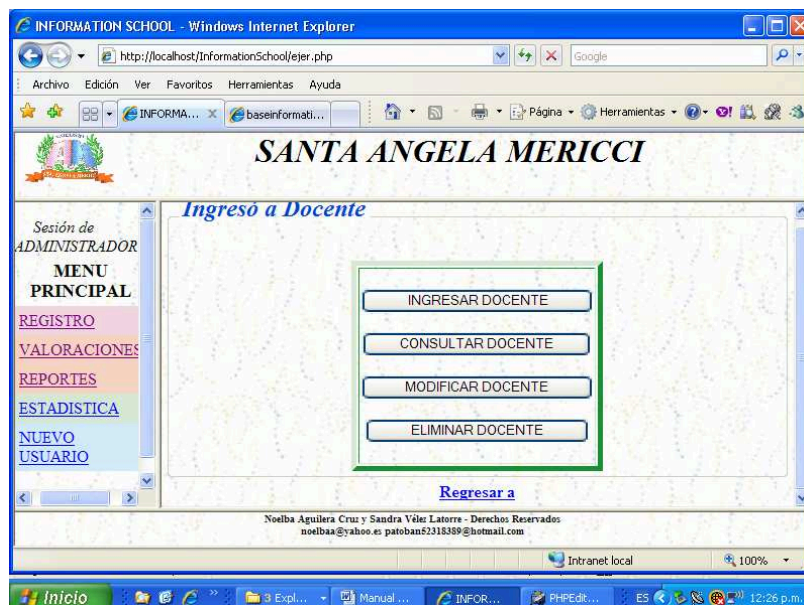 INFORMATION SCHOOL - Windows Internet Explorer
http://localhost/InformationSchool/ejer.php
Google
Archivo Edición Ver Favoritos Herramientas Ayuda
INFORMA... X baseinformati...
Página Herramientas
SANTA ANGELA MERICCI
Sesión de
ADMINISTRADOR
MENU
PRINCIPAL
REGISTRO
VALORACIONES
REPORTES
ESTADISTICA
NUEVO
USUARIO
Ingresó a Docente
INGRESAR DOCENTE
CONSULTAR DOCENTE
MODIFICAR DOCENTE
ELIMINAR DOCENTE
Regresar a
Noelba Aguilera Cruz y Sandra Vélez Latorre - Derechos Reservados
noelbaa@yahoo.es patoban52318389@hotmail.com
Intranet local 100%
Inicio » 3 Expl... Manual ... INFOR... PHPEdit... ES 12:26 p.m.